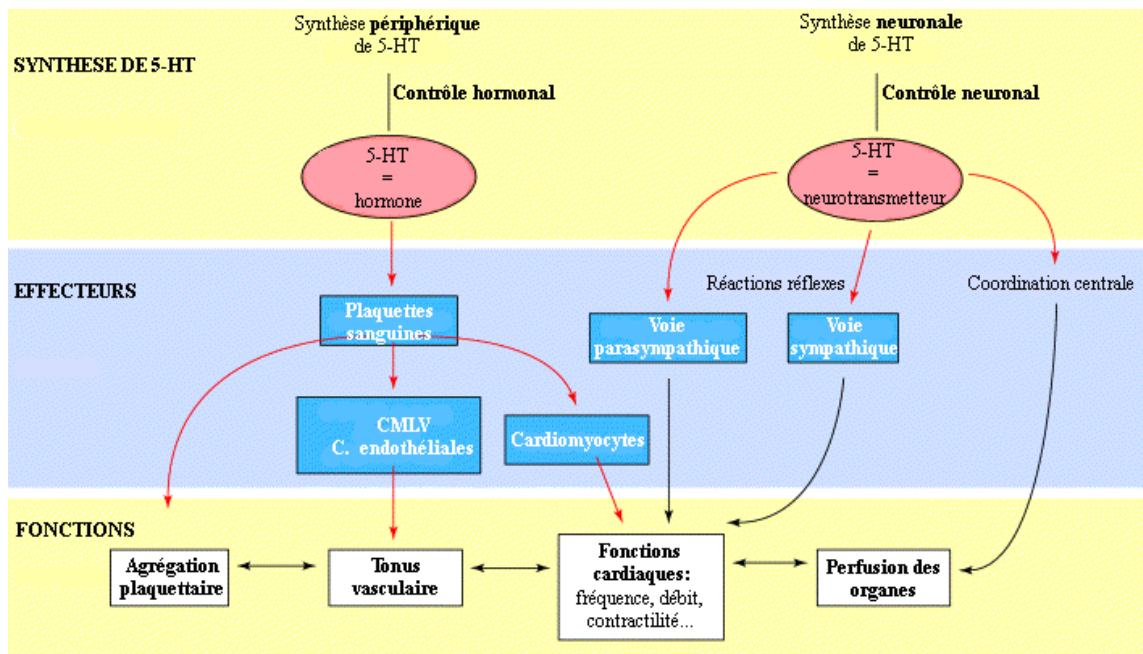 Synthèse périphérique
de 5-HT
Synthèse neuronale
de 5-HT
SYNTHESE DE 5-HT
Contrôle hormonal
Contrôle neuronal
5-HT
=
hormone
5-HT
=
neurotransmetteur
EFFECTEURS
Réactions réflexes
Coordination centrale
Plaquettes
sanguines
Voie
parasympathique
Voie
sympathique
CMLV
C. endothéliales
Cardiomyocytes
FONCTIONS
Agrégation
plaquettaire
Tonus
vasculaire
Fonctions
cardiaques:
fréquence, débit,
contractilité...
Perfusion des
organes